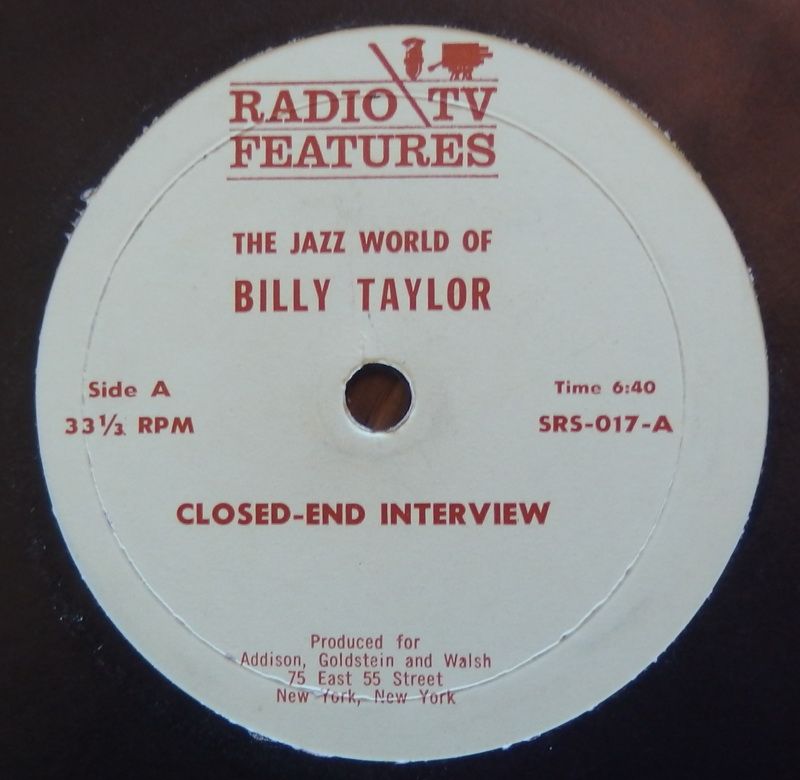 RADIO\TV
FEATURES
THE JAZZ WORLD OF
BILLY TAYLOR
Side A
33⅓ RPM
Time 6:40
SRS-017-A
CLOSED-END INTERVIEW
Produced for
Addison, Goldstein and Walsh
75 East 55 Street
New York, New York